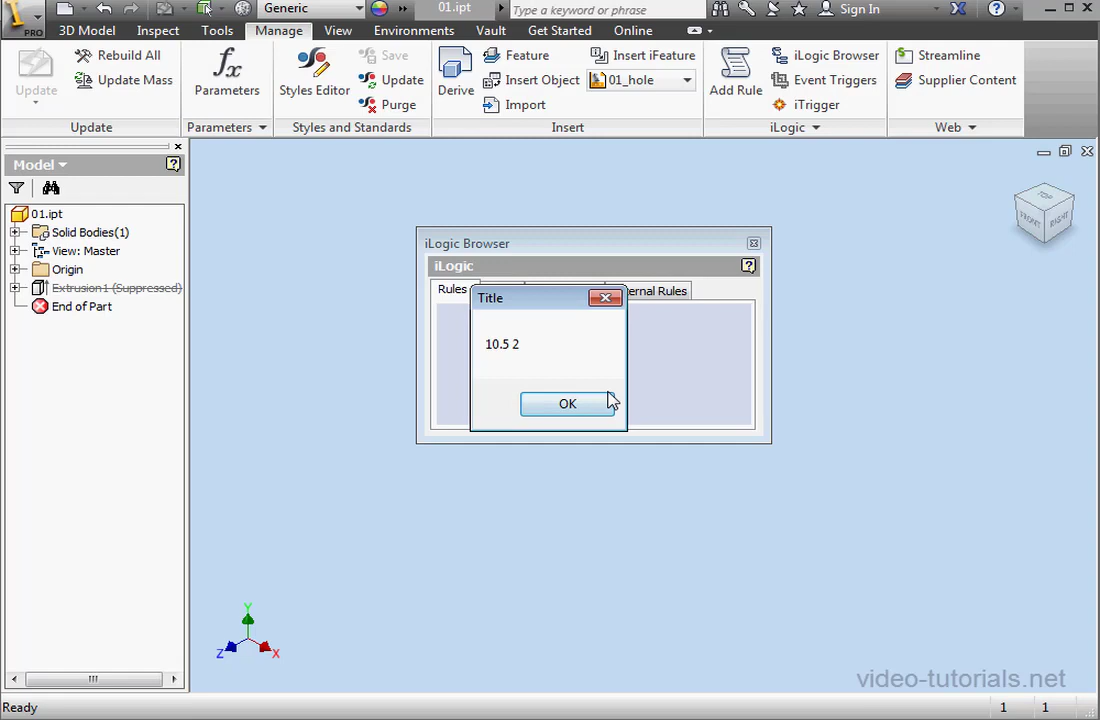 Generic
01.ipt
Type a keyword or phrase
Sign In
PRO
3D Model
Inspect
Tools
Manage
View
Environments
Vault
Get Started
Online
Update
Rebuild All
Update Mass
Update
Parameters
Parameters
Styles Editor
Save
Update
Purge
Styles and Standards
Derive
Feature
Insert Object
Import
Insert iFeature
01_hole
Insert
Add Rule
iLogic Browser
Event Triggers
iTrigger
iLogic
Streamline
Supplier Content
Web
Model
01.ipt
Solid Bodies(1)
View: Master
Origin
Extrusion1 (Suppressed)
End of Part
TOP
FRONT
RIGHT
iLogic Browser
iLogic
Rules
ernal Rules
Title
10.5 2
OK
Y
Z
X
video-tutorials.net
Ready
1
1